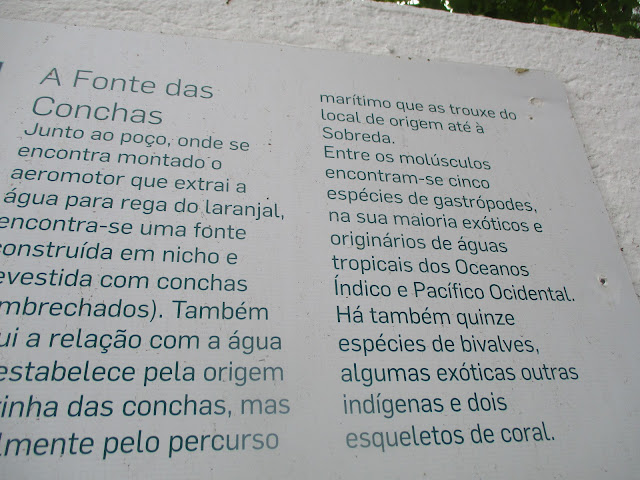 A Fonte das
Conchas
Junto ao poço, onde se
encontra montado o
aeromotor que extrai a
água para rega do laranjal,
encontra-se uma fonte
construída em nicho e
evestida com conchas
mbrechados). Também
ui a relação com a água
estabelece pela origem
rinha das conchas, mas
lmente pelo percurso
marítimo que as trouxe do
local de origem até à
Sobreda.
Entre os molúsculos
encontram-se cinco
espécies de gastrópodes,
na sua maioria exóticos e
originários de águas
tropicais dos Oceanos
Índico e Pacífico Ocidental.
Há também quinze
espécies de bivalves,
algumas exóticas outras
indígenas e dois
esqueletos de coral.